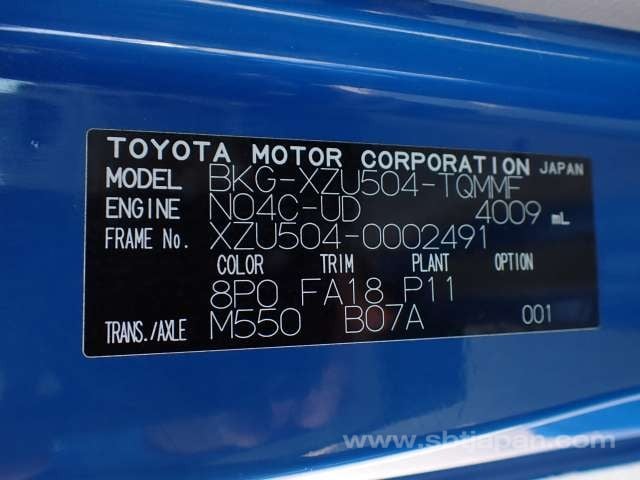 TOYOTA MOTOR CORPORATION JAPAN
MODEL BKG-XZU504-TQMMF
ENGINE N04C-UD 4009 mL
FRAME No. XZU504-0002491
COLOR TRIM PLANT OPTION
8P0 FA18 P11
TRANS./AXLE M550 B07A 001
www.sbtjapan.com